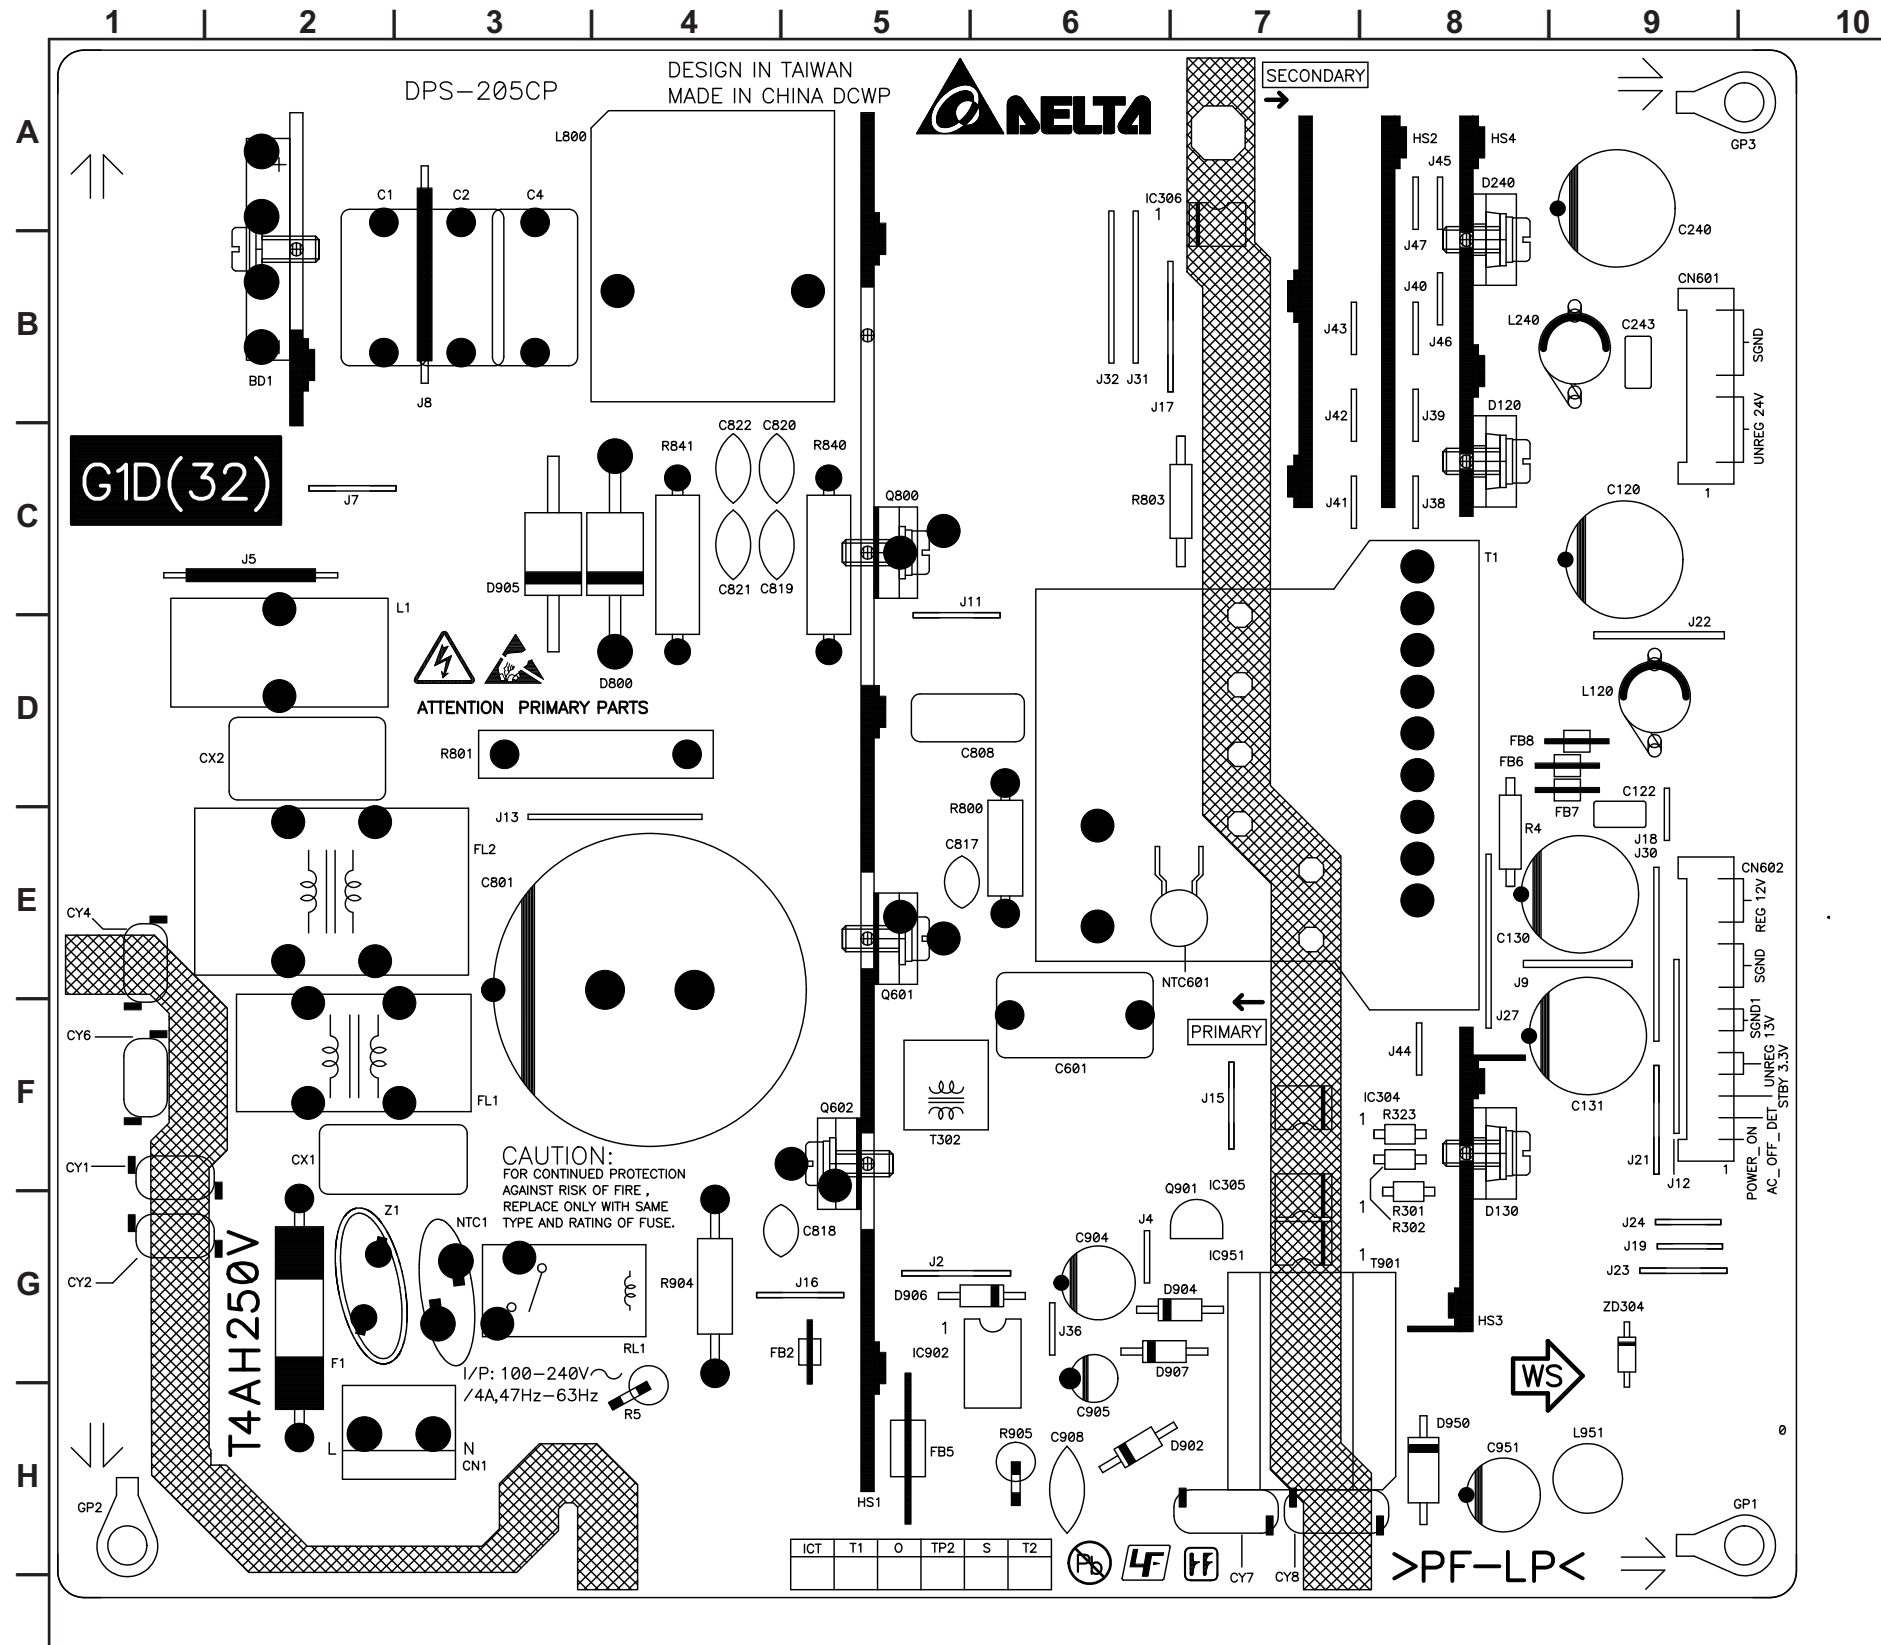 1 2 3 4 5 6 7 8 9 10
A
B
C
D
E
F
G
H
DPS-205CP
DESIGN IN TAIWAN
MADE IN CHINA DCWP
DELTA
SECONDARY
GP3
L800
HS2
HS4
J45
D240
IC306
1
C1
C2
C4
J47
C240
CN601
J40
L240
C243
SGND
J43
J46
BD1
J8
J32
J31
J17
J42
J39
D120
UNREG 24V
C822
C820
R841
R840
G1D(32)
J7
Q800
R803
J41
J38
C120
1
J5
D905
C821
C819
T1
L1
J11
J22
D800
ATTENTION PRIMARY PARTS
L120
CX2
R801
C808
FB8
FB6
FB7
C122
R800
J13
R4
J18
J30
FL2
C817
C801
CN602
REG 12V
CY4
C130
SGND
NTC601
Q601
J9
SGND1
CY6
PRIMARY
J27
UNREG 13V
STBY 3.3V
J44
C601
FL1
J15
IC304
1
R323
C131
Q602
T302
AC_OFF_DET
POWER_ON
CX1
CY1
CAUTION:
FOR CONTINUED PROTECTION
AGAINST RISK OF FIRE ,
REPLACE ONLY WITH SAME
TYPE AND RATING OF FUSE.
J21
J12
1
Q901
IC305
1
R301
R302
D130
Z1
NTC1
C818
J4
C904
IC951
1
T901
J24
J19
J23
CY2
T4AH250V
J2
R904
J16
D906
D904
ZD304
HS3
J36
1
IC902
F1
RL1
FB2
D907
WS
I/P: 100-240V~
/4A,47Hz-63Hz
R5
C905
L
N
CN1
FB5
R905
C908
D902
D950
C951
L951
0
GP2
HS1
GP1
ICT T1 O TP2 S T2
Pb
LF
CY7
CY8
>PF-LP<